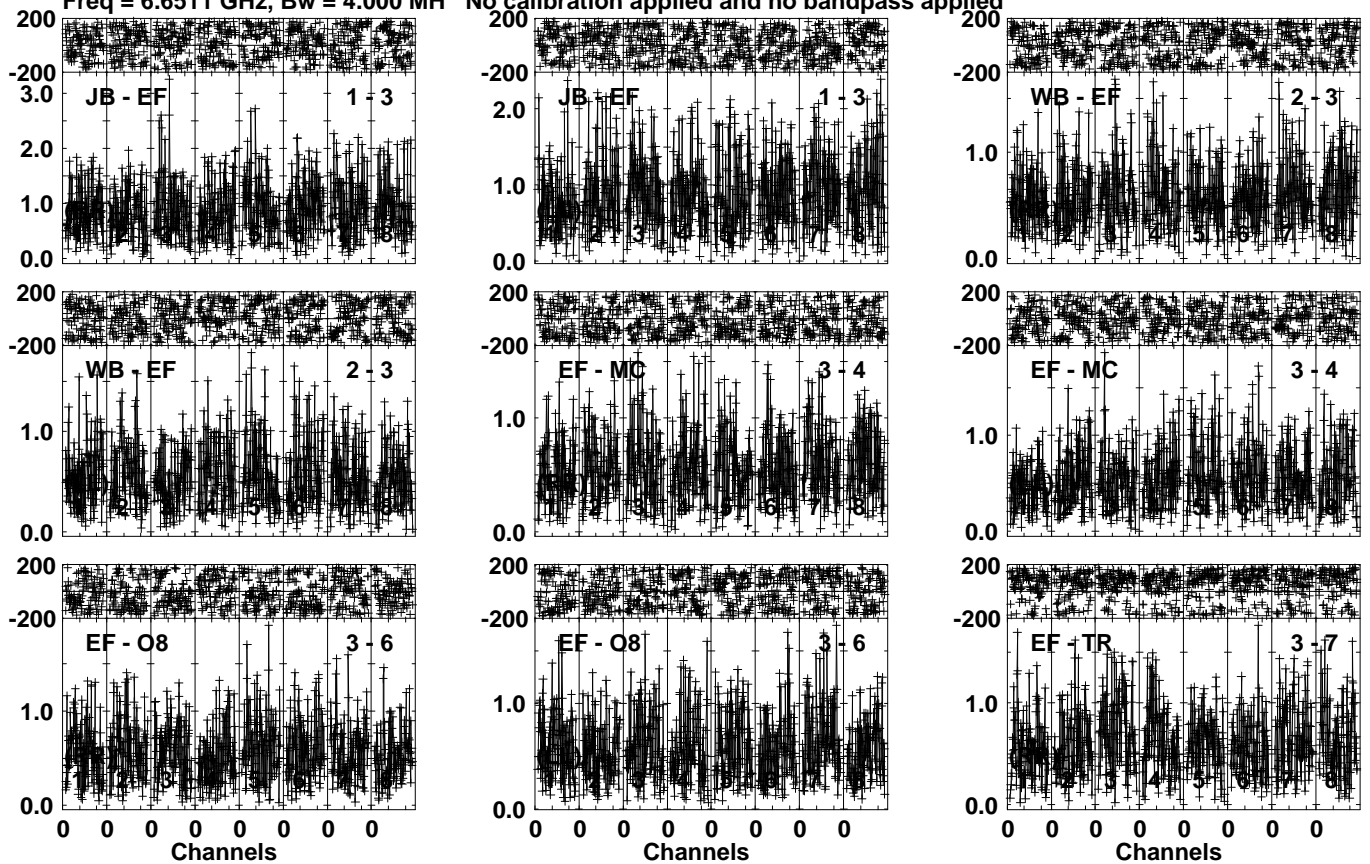 Freq = 6.6511 GHz, Bw = 4.000 MH No calibration applied and no bandpass applied
200 200 200
-200 -200 -200
JB - EF 1 - 3 JB - EF 1 - 3 WB - EF 2 - 3
3.0
2.0 2.0
1.0 1.0 1.0
0.0 0.0 0.0
200 200 200
-200 -200 -200
WB - EF 2 - 3 EF - MC 3 - 4 EF - MC 3 - 4
1.0 1.0 1.0
0.0 0.0 0.0
200 200 200
-200 -200 -200
EF - O8 3 - 6 EF - O8 3 - 6 EF - TR 3 - 7
1.0 1.0 1.0
0.0 0.0 0.0
0 0 0 0 0 0 0 0 0 0 0 0 0 0 0 0 0 0 0 0 0 0 0 0
Channels Channels Channels